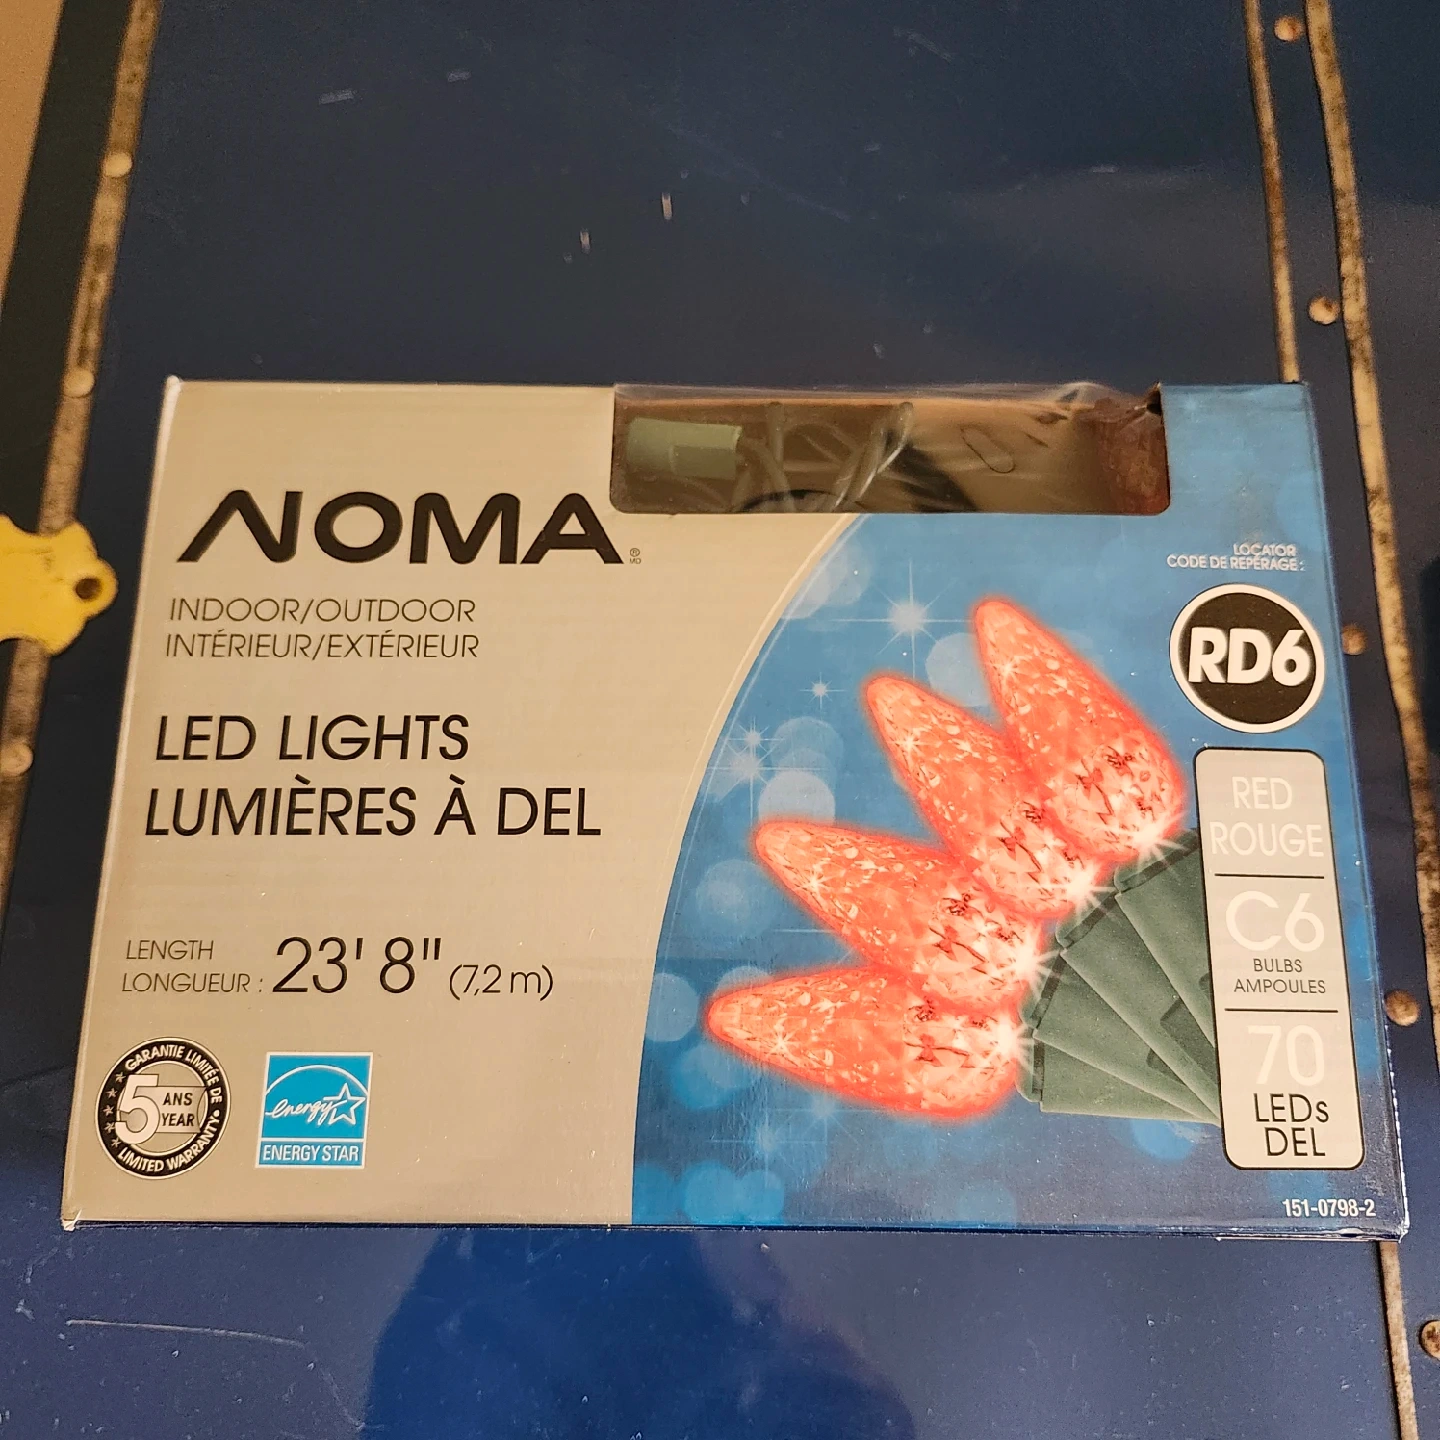 NOMA® MD
INDOOR/OUTDOOR
INTÉRIEUR/EXTÉRIEUR
LED LIGHTS
LUMIÈRES À DEL
LENGTH
LONGUEUR : 23' 8" (7,2 m)
GARANTIE LIMITÉE DE
5 ANS
YEAR
LIMITED WARRANTY
energy
ENERGY STAR
LOCATOR
CODE DE REPÉRAGE :
RD6
RED
ROUGE
C6
BULBS
AMPOULES
70
LEDs
DEL
151-0798-2